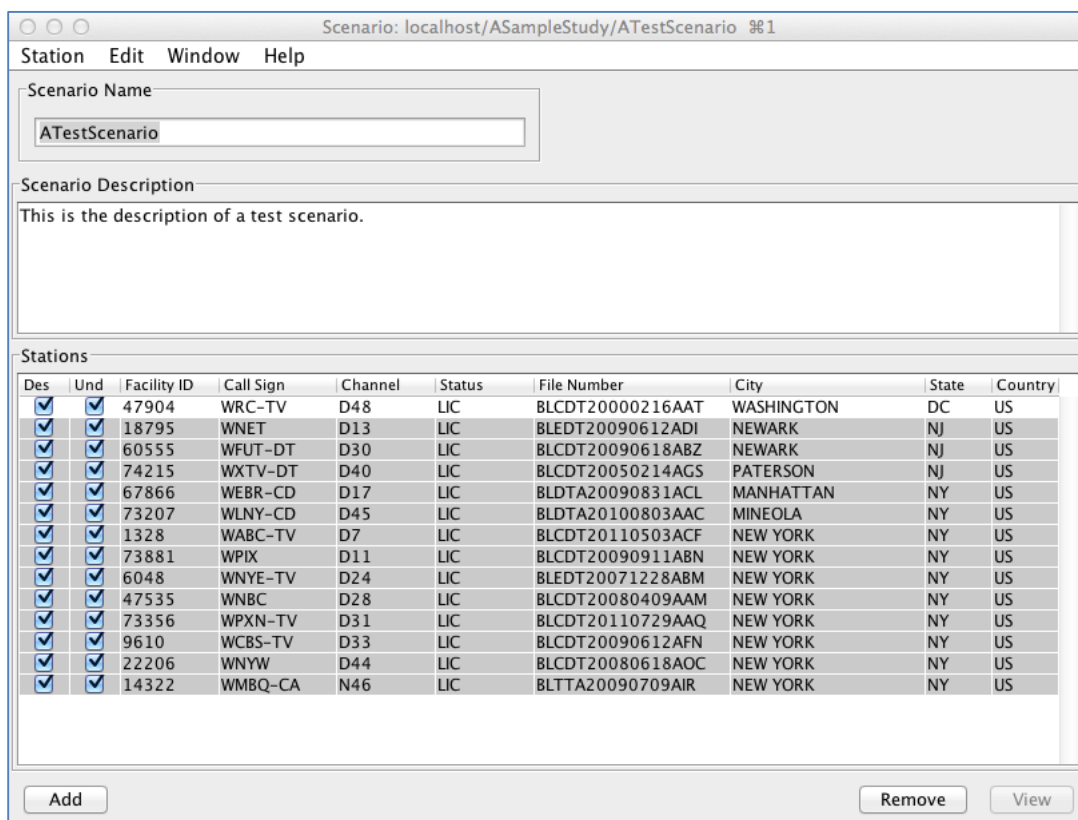 Scenario: localhost/ASampleStudy/ATestScenario ⌘1
Station Edit Window Help
Scenario Name
ATestScenario
Scenario Description
This is the description of a test scenario.
Stations
Des Und Facility ID Call Sign Channel Status File Number City State Country
47904 WRC-TV D48 LIC BLCDT20000216AAT WASHINGTON DC US
18795 WNET D13 LIC BLEDT20090612ADI NEWARK NJ US
60555 WFUT-DT D30 LIC BLCDT20090618ABZ NEWARK NJ US
74215 WXTV-DT D40 LIC BLCDT20050214AGS PATERSON NJ US
67866 WEBR-CD D17 LIC BLDTA20090831ACL MANHATTAN NY US
73207 WLNY-CD D45 LIC BLDTA20100803AAC MINEOLA NY US
1328 WABC-TV D7 LIC BLCDT20110503ACF NEW YORK NY US
73881 WPIX D11 LIC BLCDT20090911ABN NEW YORK NY US
6048 WNYE-TV D24 LIC BLEDT20071228ABM NEW YORK NY US
47535 WNBC D28 LIC BLCDT20080409AAM NEW YORK NY US
73356 WPXN-TV D31 LIC BLCDT20110729AAQ NEW YORK NY US
9610 WCBS-TV D33 LIC BLCDT20090612AFN NEW YORK NY US
22206 WNYW D44 LIC BLCDT20080618AOC NEW YORK NY US
14322 WMBQ-CA N46 LIC BLTTA20090709AIR NEW YORK NY US
Add Remove View